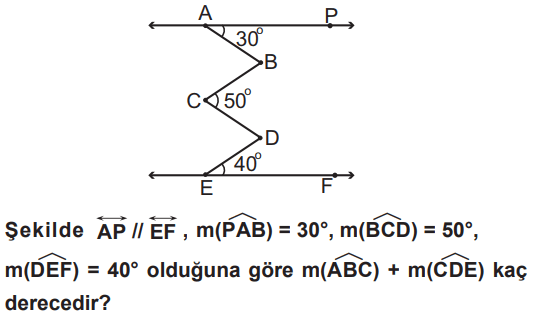 A P
30°
B
C 50°
D
40°
E F
Şekilde AP // EF , m(PAB) = 30°, m(BCD) = 50°,
m(DEF) = 40° olduğuna göre m(ABC) + m(CDE) kaç
derecedir?